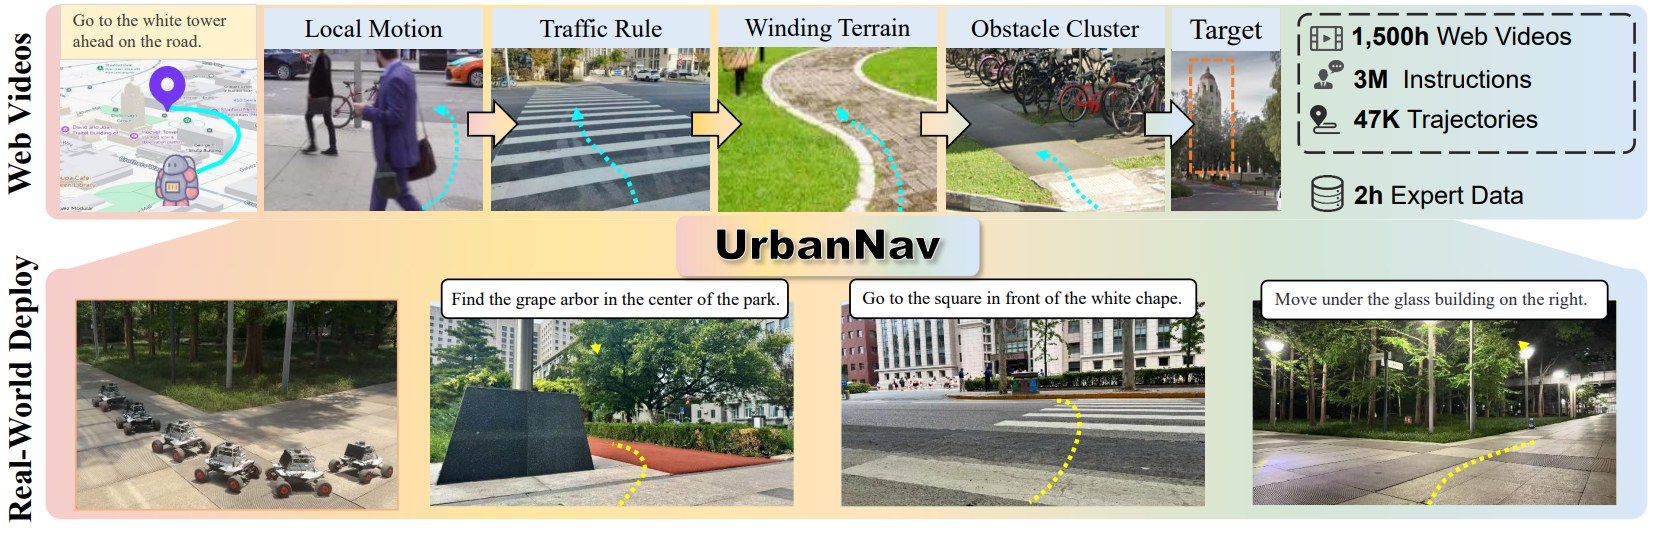 Web Videos
Go to the white tower
ahead on the road.
Local Motion
Traffic Rule
Winding Terrain
Obstacle Cluster
Target
1,500h Web Videos
3M Instructions
47K Trajectories
2h Expert Data
UrbanNav
Real-World Deploy
Find the grape arbor in the center of the park.
Go to the square in front of the white chape.
Move under the glass building on the right.